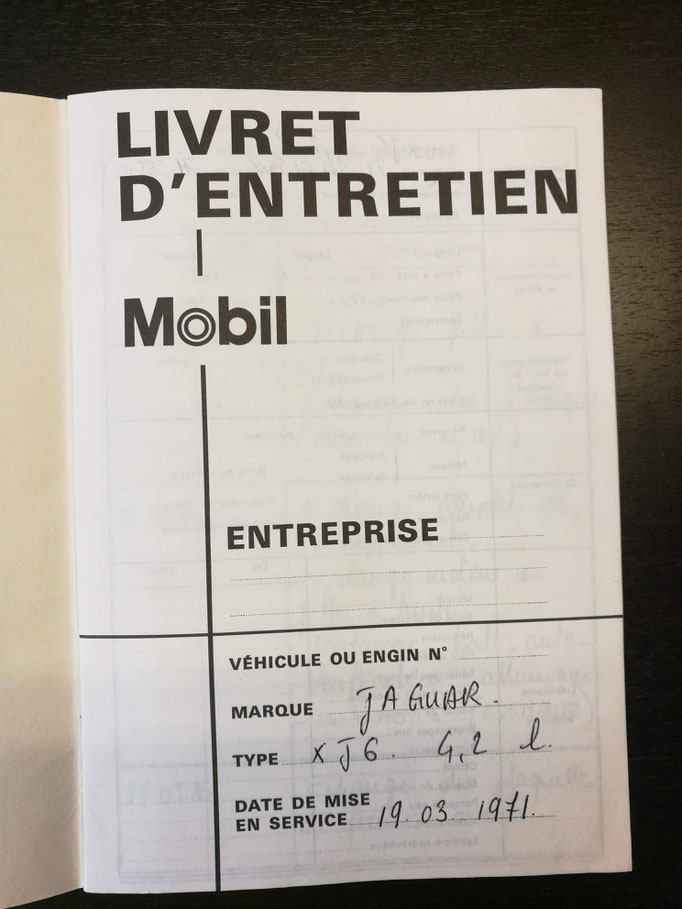 LIVRET
D'ENTRETIEN
Mobil
ENTREPRISE
VÉHICULE OU ENGIN N°
MARQUE JAGUAR.
TYPE XJ6. 4,2 l.
DATE DE MISE
EN SERVICE 19.03.1971.